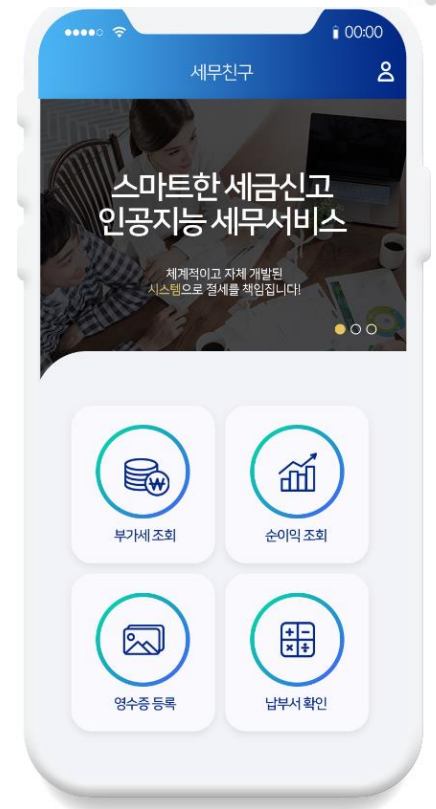 00:00
세무친구
스마트한 세금신고
인공지능 세무서비스
체계적이고 자체 개발된
시스템으로 절세를 책임집니다!
부가세 조회
순이익 조회
영수증 등록
납부서 확인